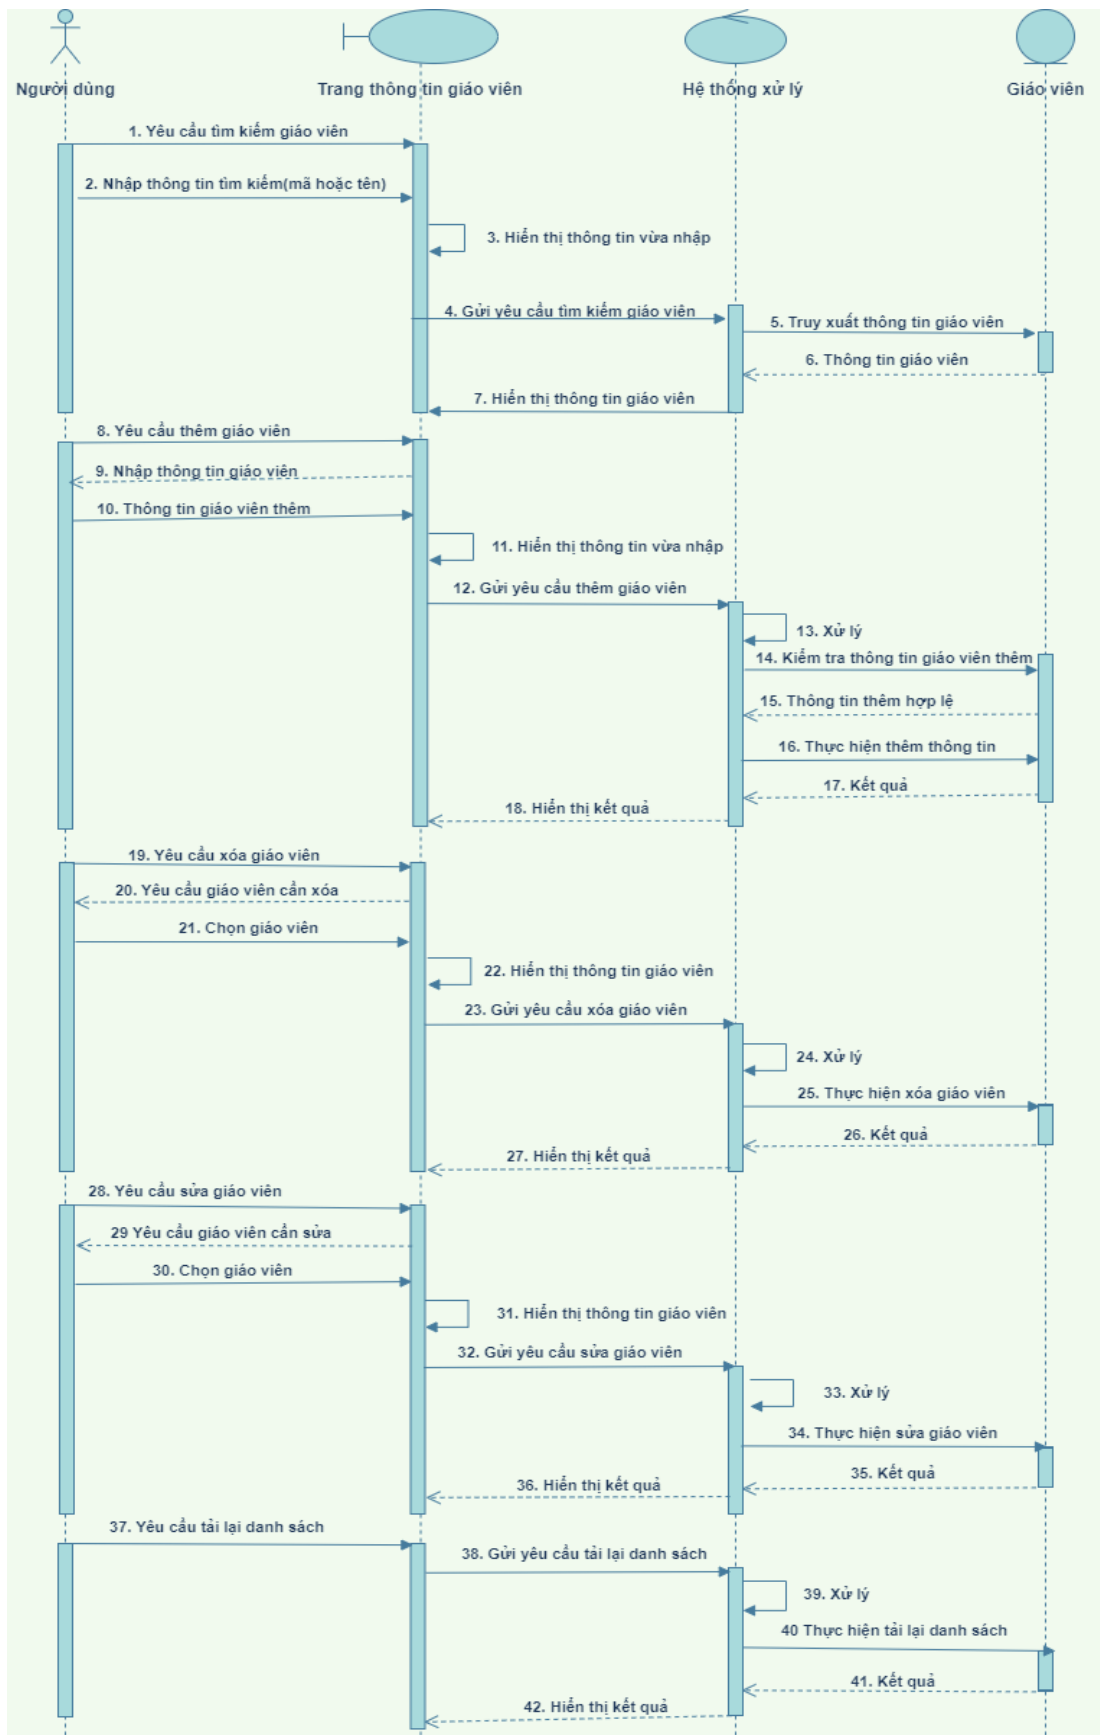 Người dùng
Trang thông tin giáo viên
Hệ thống xử lý
Giáo viên
1. Yêu cầu tìm kiếm giáo viên
2. Nhập thông tin tìm kiếm(mã hoặc tên)
3. Hiển thị thông tin vừa nhập
4. Gửi yêu cầu tìm kiếm giáo viên
5. Truy xuất thông tin giáo viên
6. Thông tin giáo viên
7. Hiển thị thông tin giáo viên
8. Yêu cầu thêm giáo viên
9. Nhập thông tin giáo viên
10. Thông tin giáo viên thêm
11. Hiển thị thông tin vừa nhập
12. Gửi yêu cầu thêm giáo viên
13. Xử lý
14. Kiểm tra thông tin giáo viên thêm
15. Thông tin thêm hợp lệ
16. Thực hiện thêm thông tin
17. Kết quả
18. Hiển thị kết quả
19. Yêu cầu xóa giáo viên
20. Yêu cầu giáo viên cần xóa
21. Chọn giáo viên
22. Hiển thị thông tin giáo viên
23. Gửi yêu cầu xóa giáo viên
24. Xử lý
25. Thực hiện xóa giáo viên
26. Kết quả
27. Hiển thị kết quả
28. Yêu cầu sửa giáo viên
29 Yêu cầu giáo viên cần sửa
30. Chọn giáo viên
31. Hiển thị thông tin giáo viên
32. Gửi yêu cầu sửa giáo viên
33. Xử lý
34. Thực hiện sửa giáo viên
35. Kết quả
36. Hiển thị kết quả
37. Yêu cầu tải lại danh sách
38. Gửi yêu cầu tải lại danh sách
39. Xử lý
40 Thực hiện tải lại danh sách
41. Kết quả
42. Hiển thị kết quả